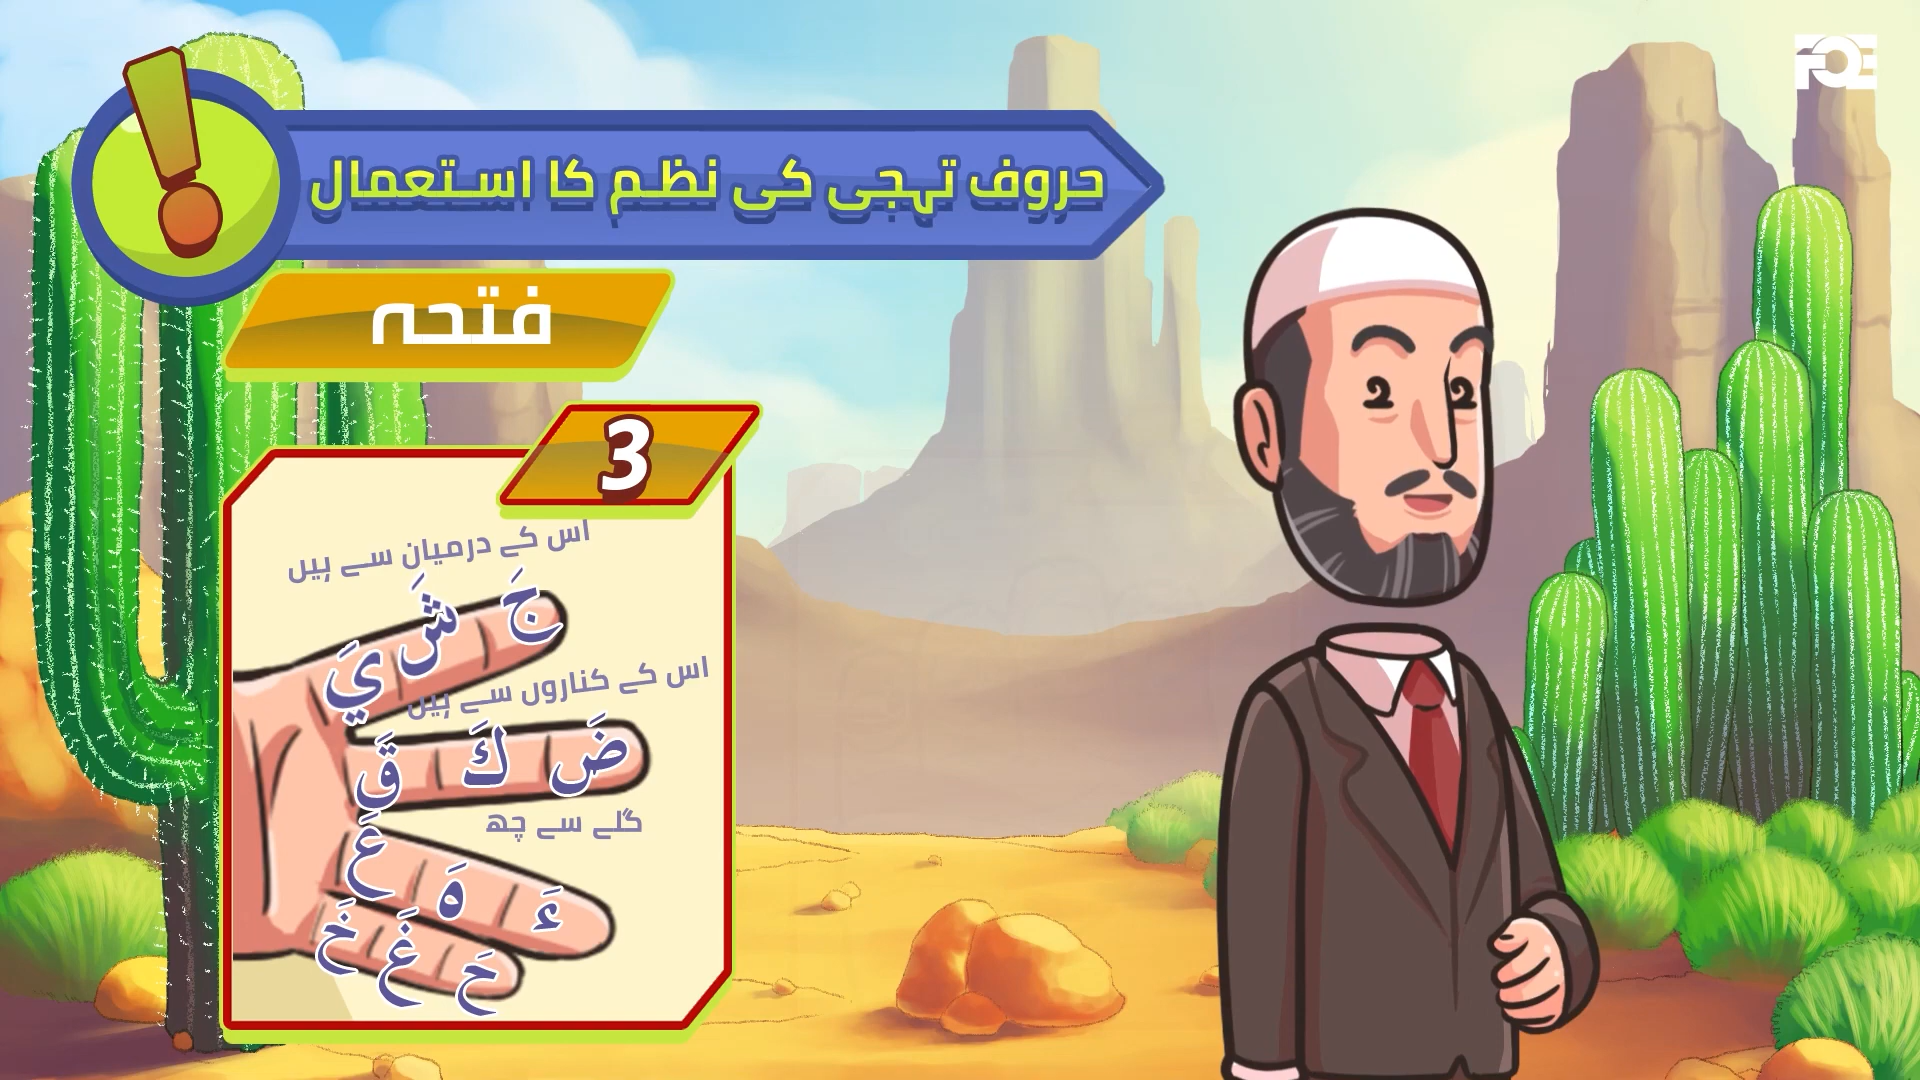 حروف تہجی کی نظم کا استعمال
فتحہ
3
اس کے درمیان سے ہیں
جَ شَ يَ
اس کے کناروں سے ہیں
ضَ كَ قَ
گلے سے چھ
ءَ هَ عَ
حَ غَ خَ
FQE